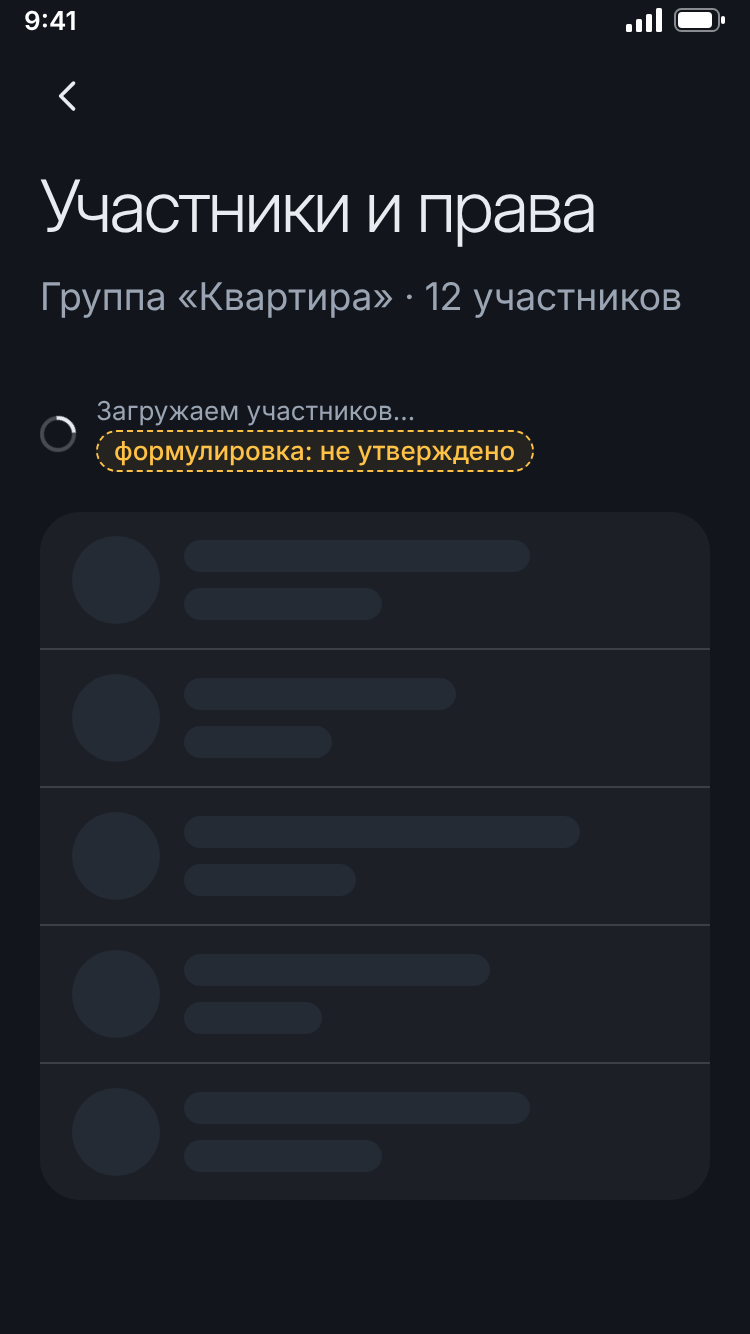 9:41
Участники и права
Группа «Квартира» · 12 участников
Загружаем участников…
формулировка: не утверждено